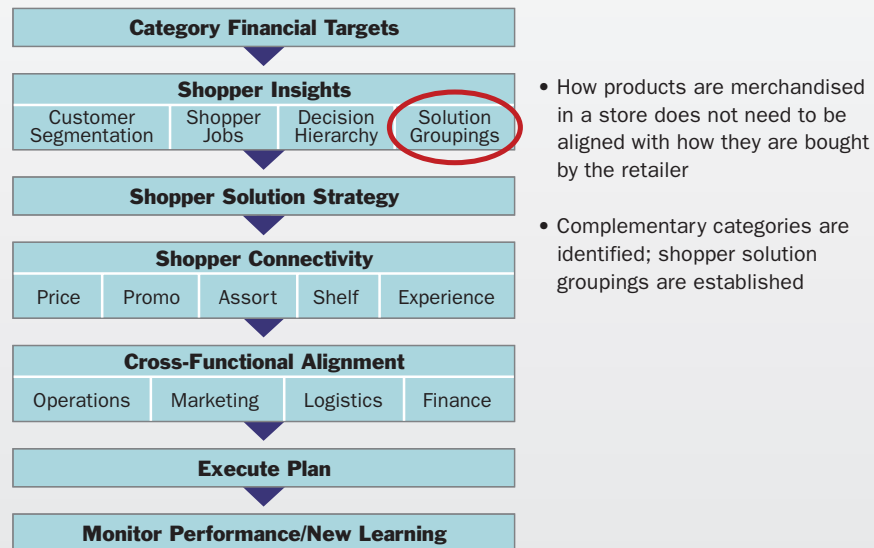 Category Financial Targets
Shopper Insights
Customer Segmentation
Shopper Jobs
Decision Hierarchy
Solution Groupings
Shopper Solution Strategy
Shopper Connectivity
Price
Promo
Assort
Shelf
Experience
Cross-Functional Alignment
Operations
Marketing
Logistics
Finance
Execute Plan
Monitor Performance/New Learning
• How products are merchandised
in a store does not need to be
aligned with how they are bought
by the retailer
• Complementary categories are
identified; shopper solution
groupings are established